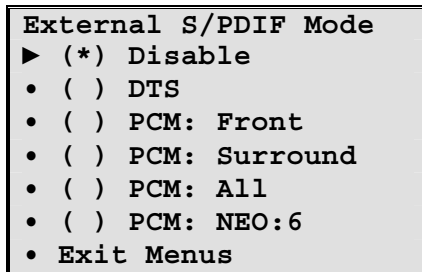 External S/PDIF Mode
► (*) Disable
• ( ) DTS
• ( ) PCM: Front
• ( ) PCM: Surround
• ( ) PCM: All
• ( ) PCM: NEO:6
• Exit Menus